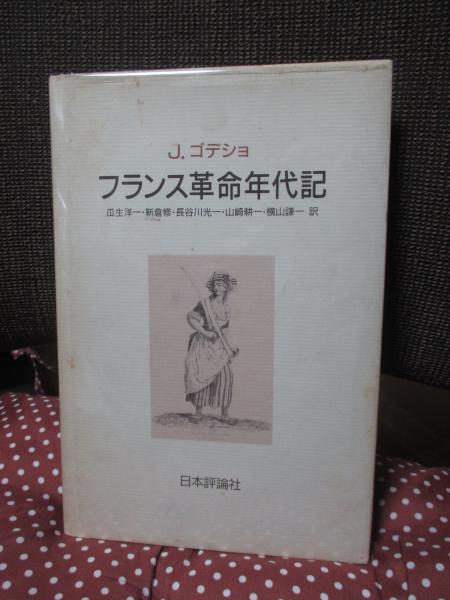 J. ゴデショ
フランス革命年代記
瓜生洋一・新倉修・長谷川光一・山﨑耕一・横山謙一 訳
日本評論社